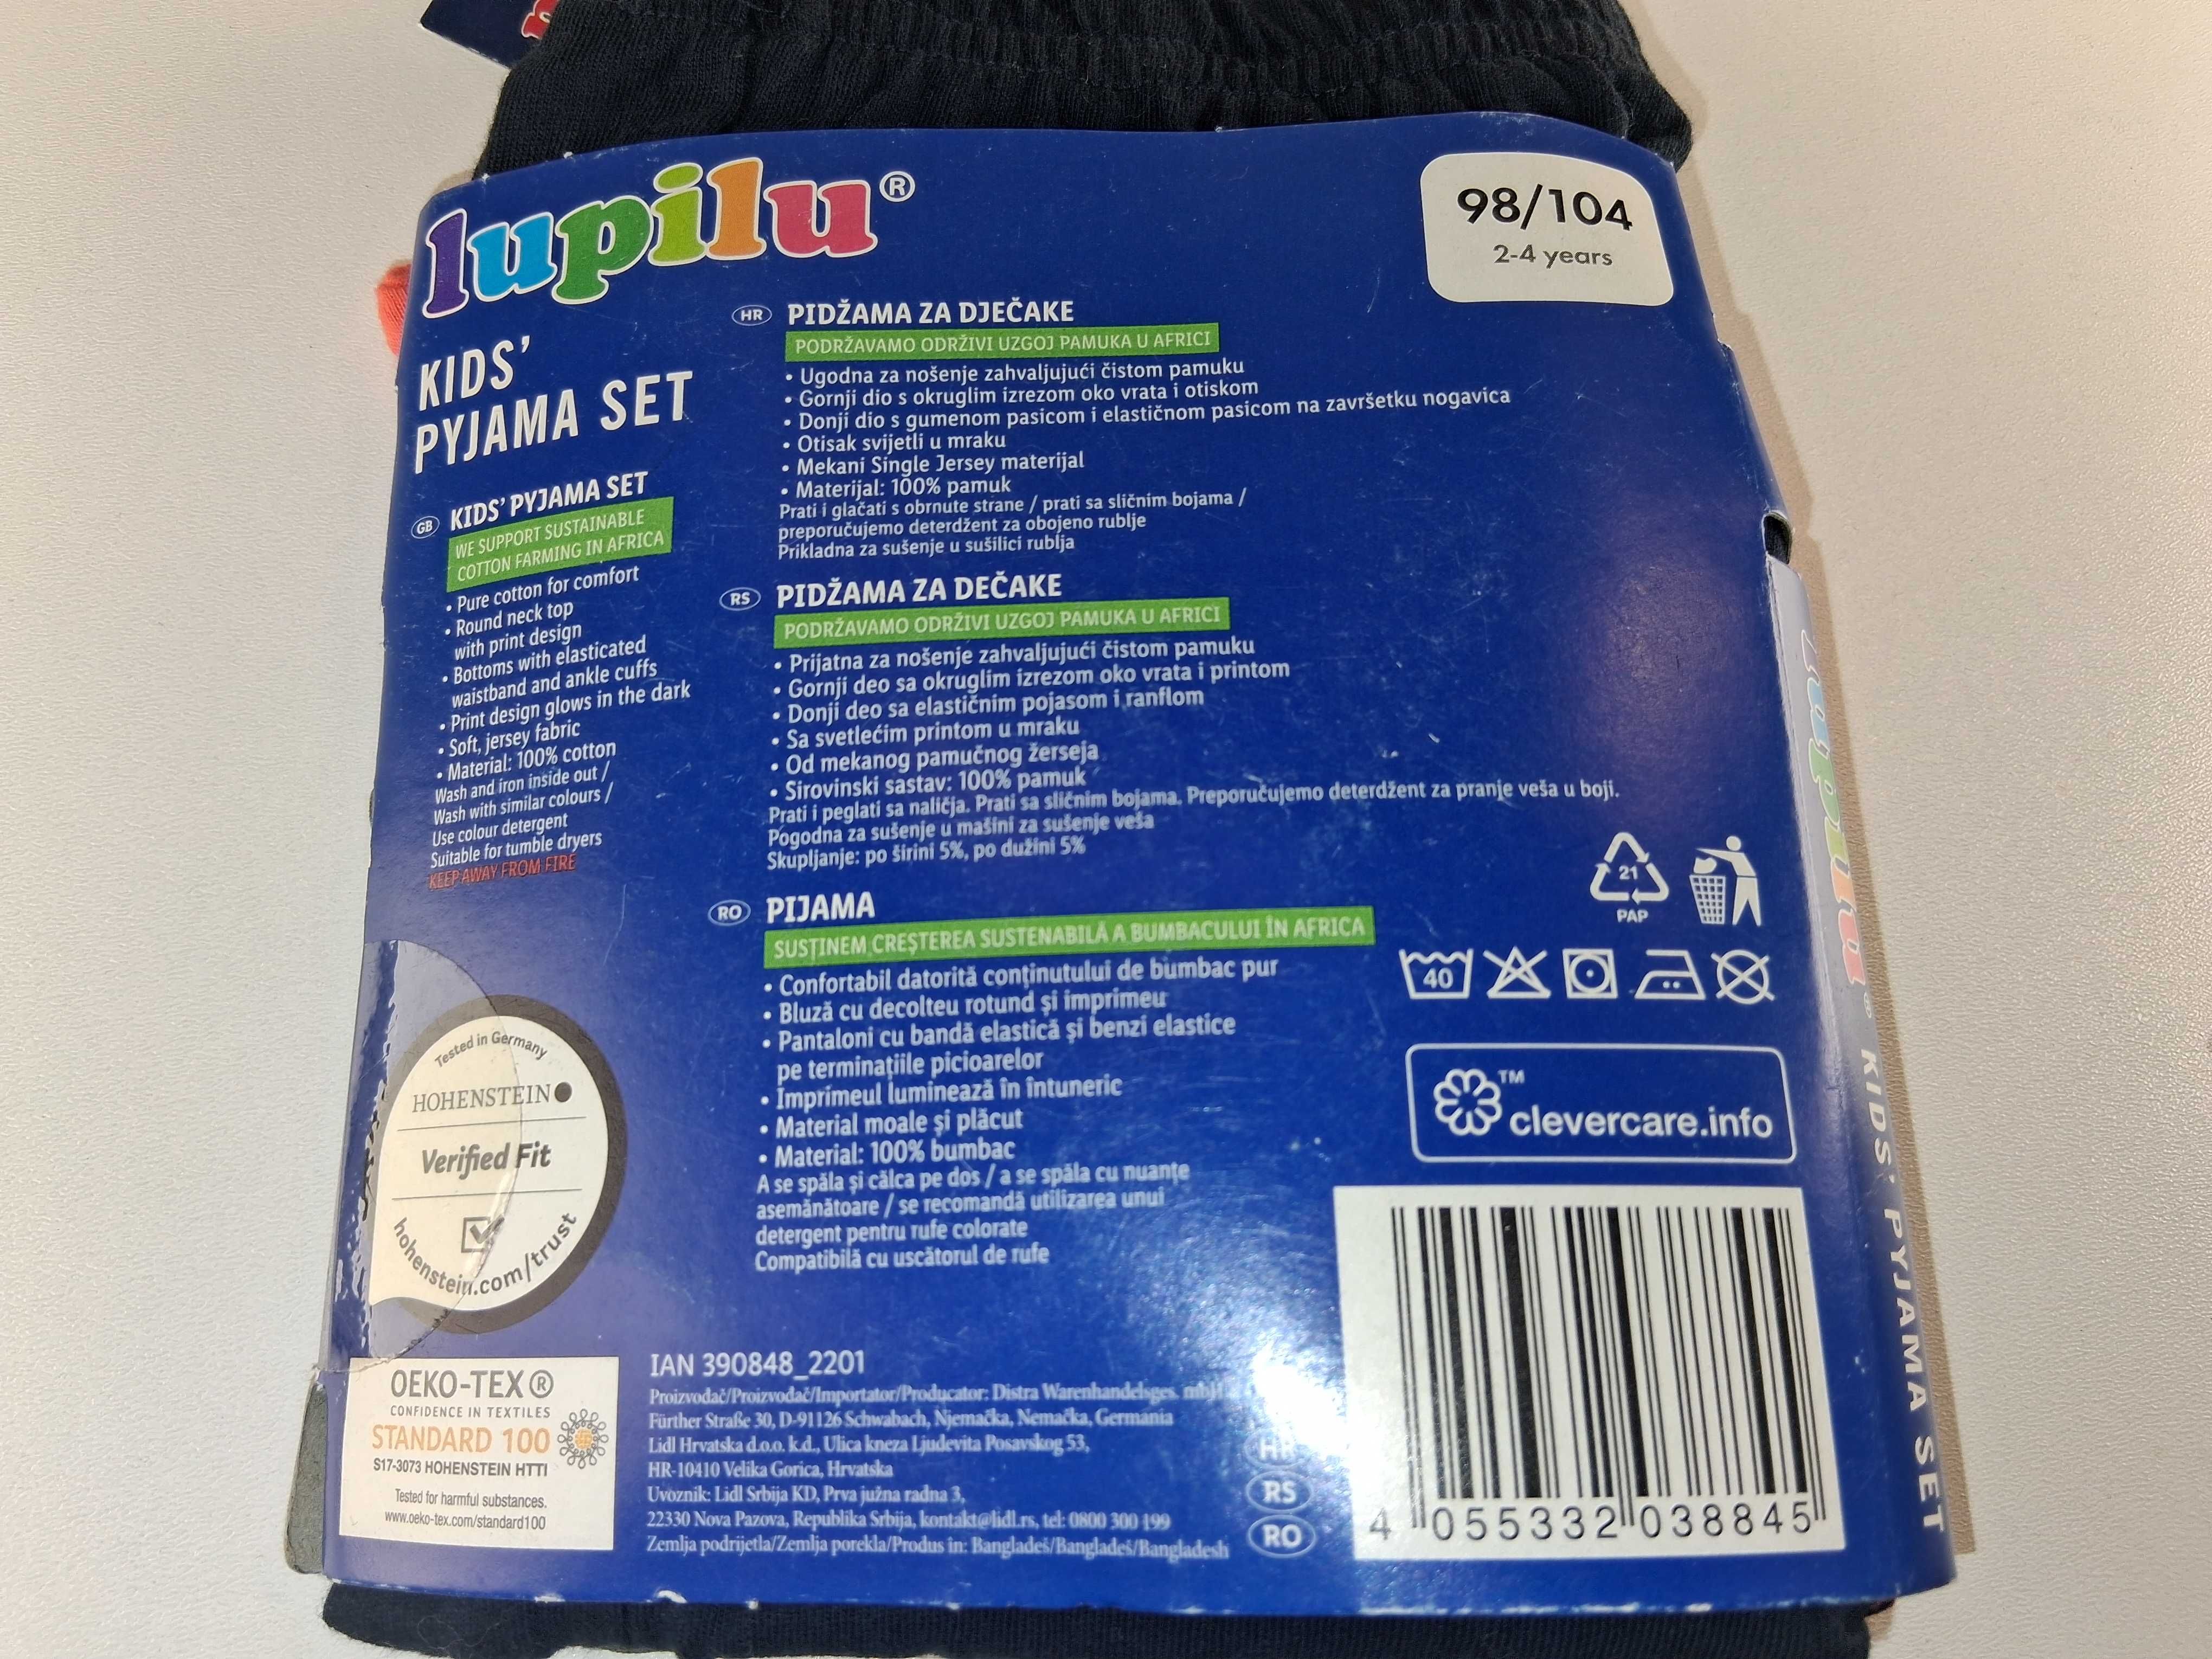 lupilu®
98/104
2-4 years
KIDS'
PYJAMA SET
GB KIDS' PYJAMA SET
WE SUPPORT SUSTAINABLE
COTTON FARMING IN AFRICA
• Pure cotton for comfort
• Round neck top
with print design
• Bottoms with elasticated
waistband and ankle cuffs
• Print design glows in the dark
• Soft, jersey fabric
• Material: 100% cotton
Wash and iron inside out /
Wash with similar colours /
Use colour detergent
Suitable for tumble dryers
KEEP AWAY FROM FIRE
HR PIDŽAMA ZA DJEČAKE
PODRŽAVAMO ODRŽIVI UZGOJ PAMUKA U AFRICI
• Ugodna za nošenje zahvaljujući čistom pamuku
• Gornji dio s okruglim izrezom oko vrata i otiskom
• Donji dio s gumenom pasicom i elastičnom pasicom na završetku nogavica
• Otisak svijetli u mraku
• Mekani Single Jersey materijal
• Materijal: 100% pamuk
Prati i glačati s obrnute strane / prati sa sličnim bojama /
preporučujemo deterdžent za obojeno rublje
Prikladna za sušenje u sušilici rublja
RS PIDŽAMA ZA DEČAKE
PODRŽAVAMO ODRŽIVI UZGOJ PAMUKA U AFRICI
• Prijatna za nošenje zahvaljujući čistom pamuku
• Gornji deo sa okruglim izrezom oko vrata i printom
• Donji deo sa elastičnim pojasom i ranflom
• Sa svetlećim printom u mraku
• Od mekanog pamučnog žerseja
• Sirovinski sastav: 100% pamuk
Prati i peglati sa naličja. Prati sa sličnim bojama. Preporučujemo deterdžent za pranje veša u boji.
Pogodna za sušenje u mašini za sušenje veša
Skupljanje: po širini 5%, po dužini 5%
RO PIJAMA
SUSȚINEM CREȘTEREA SUSTENABILĂ A BUMBACULUI ÎN AFRICA
• Confortabil datorită conținutului de bumbac pur
• Bluză cu decolteu rotund și imprimeu
• Pantaloni cu bandă elastică și benzi elastice
pe terminațiile picioarelor
• Imprimeul luminează în întuneric
• Material moale și plăcut
• Material: 100% bumbac
A se spăla și călca pe dos / a se spăla cu nuanțe
asemănătoare / se recomandă utilizarea unui
detergent pentru rufe colorate
Compatibilă cu uscătorul de rufe
21
PAP
40
™
clevercare.info
Tested in Germany
HOHENSTEIN
Verified Fit
hohenstein.com/trust
OEKO-TEX®
CONFIDENCE IN TEXTILES
STANDARD 100
S17-3073 HOHENSTEIN HTTI
Tested for harmful substances.
www.oeko-tex.com/standard100
IAN 390848_2201
Proizvođač/Proizvođač/Importator/Producator: Distra Warenhandelsges. mbH
Further Straße 30, D-91126 Schwabach, Njemačka, Nemačka, Germania
Lidl Hrvatska d.o.o. k.d., Ulica kneza Ljudevita Posavskog 53,
HR-10410 Velika Gorica, Hrvatska
Uvoznik: Lidl Srbija KD, Prva južna radna 3,
22330 Nova Pazova, Republika Srbija, kontakt@lidl.rs, tel: 0800 300 199
Zemlja podrijetla/Zemlja porekla/Produs in: Bangladeš/Bangladeš/Bangladesh
HR
RS
RO
4 055332 038845
lupilu® KIDS' PYJAMA SET